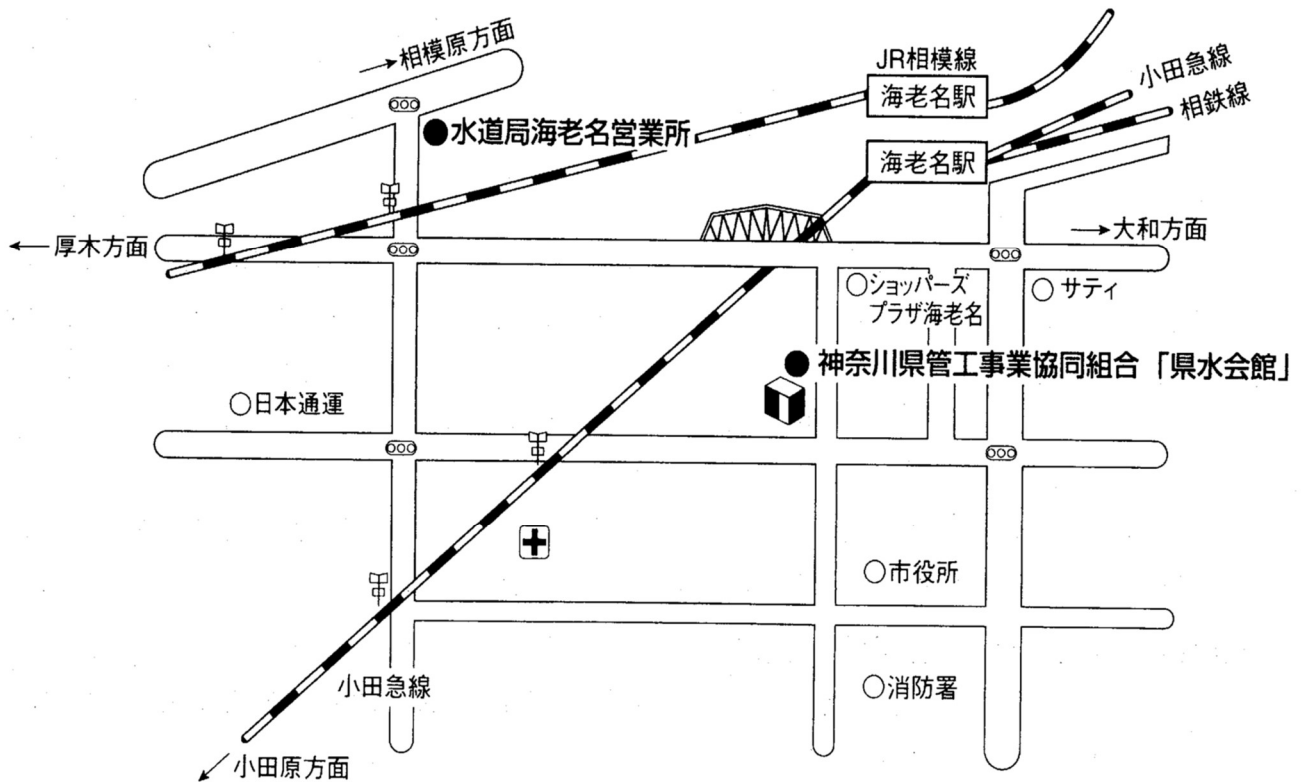 →相模原方面
JR相模線
海老名駅
小田急線
相鉄線
●水道局海老名営業所
海老名駅
←厚木方面
→大和方面
○ショッパーズ
プラザ海老名
○サティ
●神奈川県管工事業協同組合「県水会館」
○日本通運
○市役所
小田急線
○消防署
小田原方面